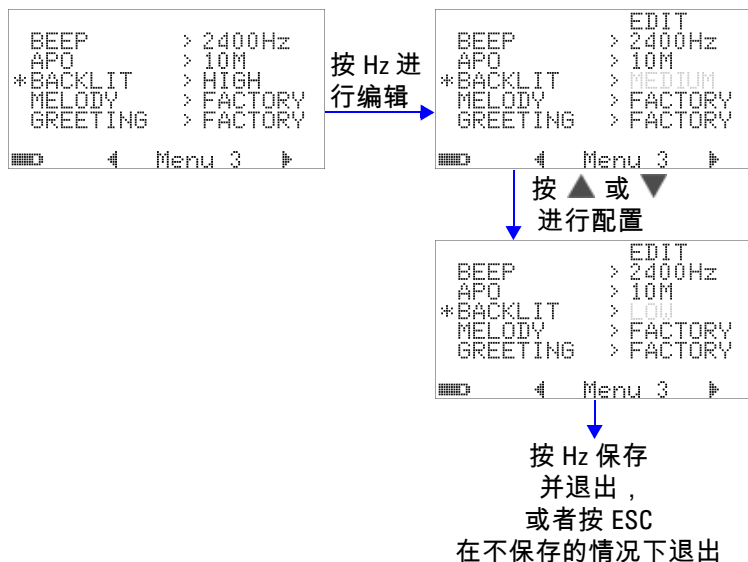 BEEP > 2400Hz
APO > 10M
*BACKLIT > HIGH
MELODY > FACTORY
GREETING > FACTORY
Menu 3
按 Hz 进
行编辑
EDIT
BEEP > 2400Hz
APO > 10M
*BACKLIT > MEDIUM
MELODY > FACTORY
GREETING > FACTORY
Menu 3
按 ▲ 或 ▼
进行配置
EDIT
BEEP > 2400Hz
APO > 10M
*BACKLIT > LOW
MELODY > FACTORY
GREETING > FACTORY
Menu 3
按 Hz 保存
并退出，
或者按 ESC
在不保存的情况下退出